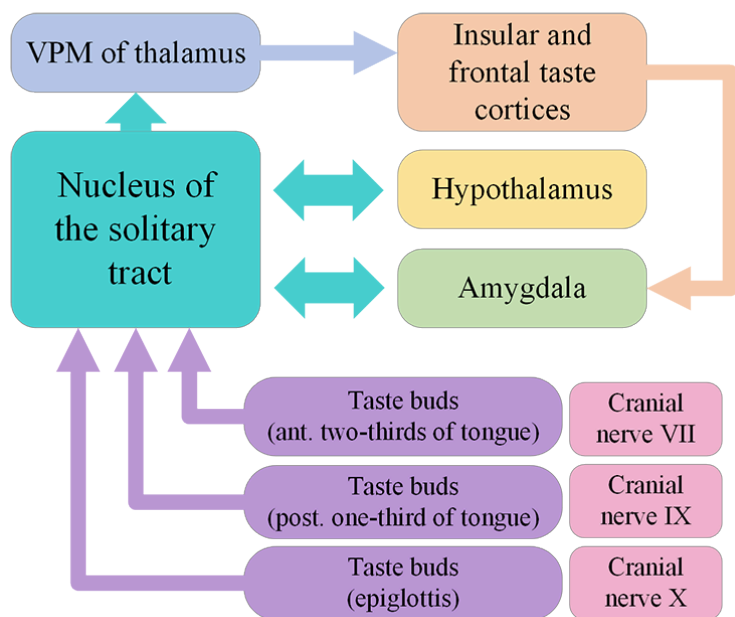 VPM of thalamus
Insular and
frontal taste
cortices
Nucleus of
the solitary
tract
Hypothalamus
Amygdala
Taste buds
(ant. two-thirds of tongue)
Cranial
nerve VII
Taste buds
(post. one-third of tongue)
Cranial
nerve IX
Taste buds
(epiglottis)
Cranial
nerve X